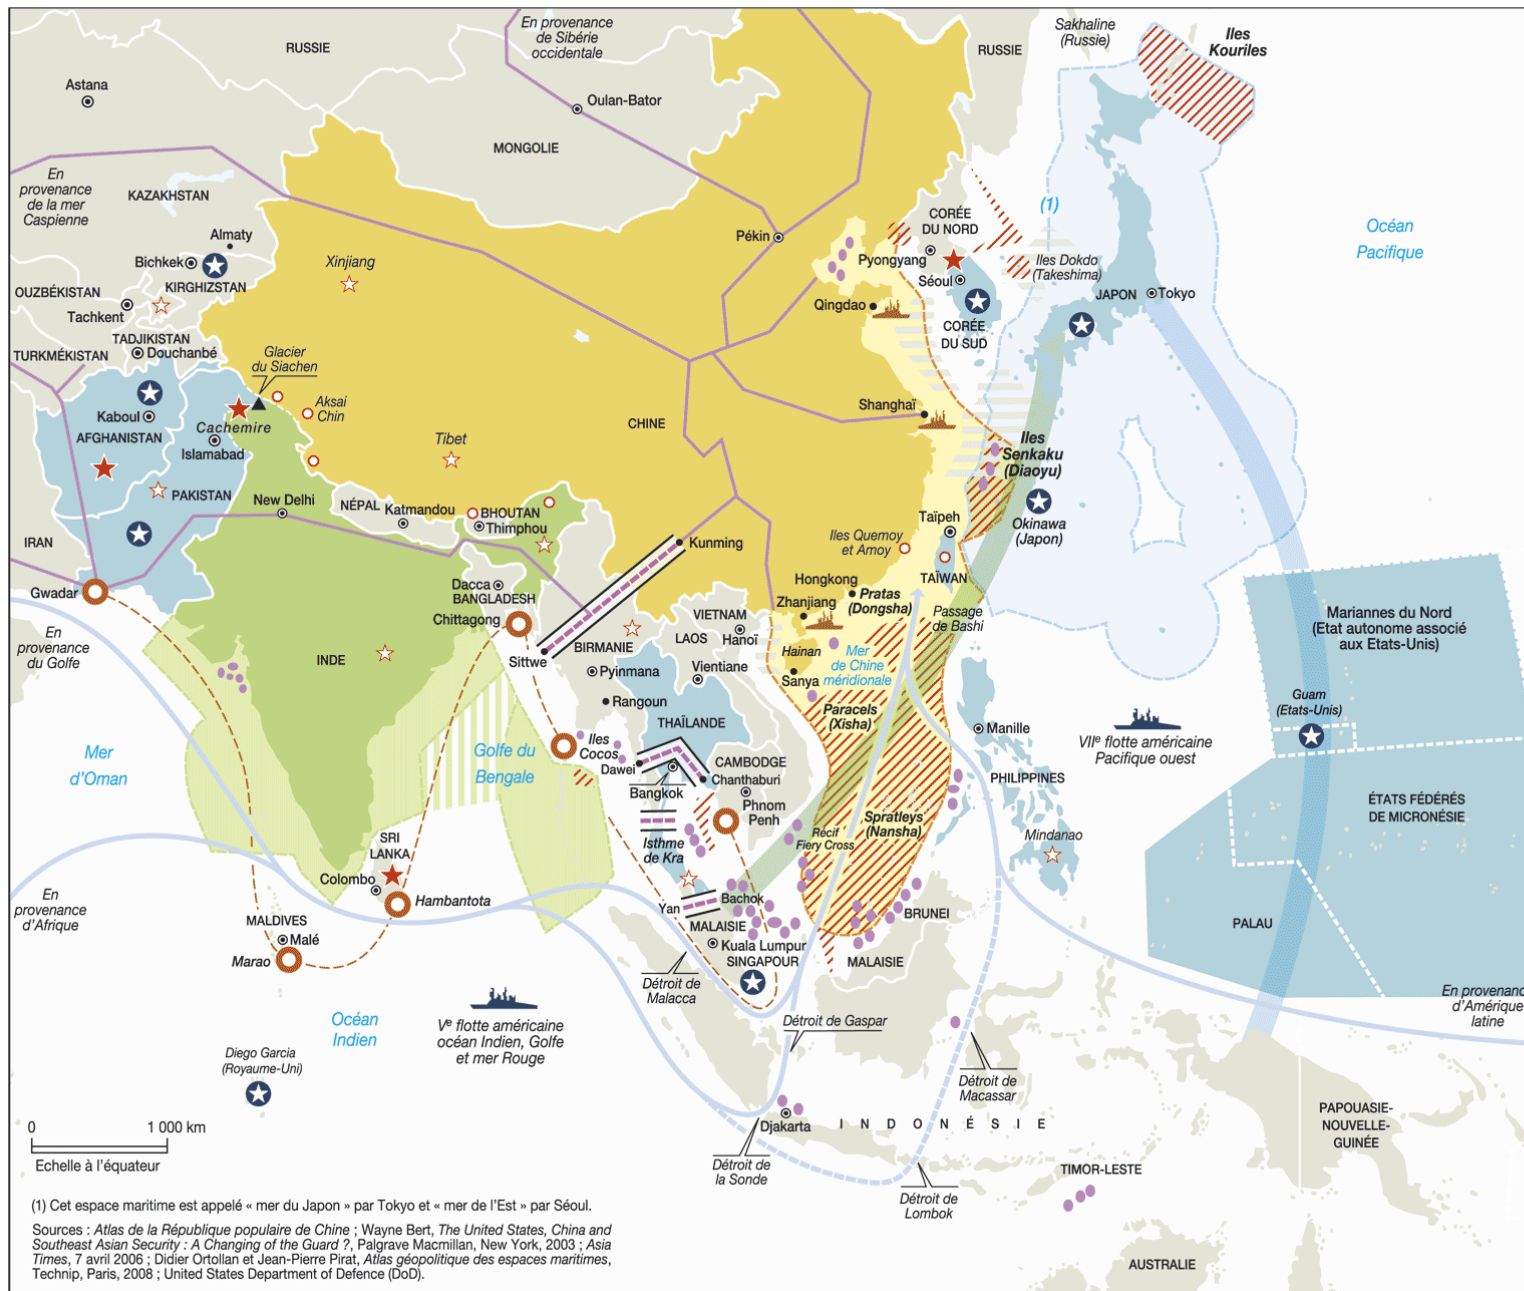 En provenance
de Sibérie
occidentale
Sakhaline
(Russie)
Iles
Kouriles
RUSSIE
RUSSIE
Astana
Oulan-Bator
MONGOLIE
En
provenance
de la mer
Caspienne
KAZAKHSTAN
Almaty
Bichkek
KIRGHIZSTAN
OUZBÉKISTAN
Tachkent
TADJIKISTAN
Douchanbé
TURKMÉKISTAN
Xinjiang
Pékin
CORÉE
DU NORD
Pyongyang
Séoul
CORÉE
DU SUD
(1)
Iles Dokdo
(Takeshima)
JAPON
Tokyo
Océan
Pacifique
Qingdao
Glacier
du Siachen
Aksai
Chin
Kaboul
AFGHANISTAN
Cachemire
Islamabad
PAKISTAN
Tibet
CHINE
Shanghaï
Iles
Senkaku
(Diaoyu)
Okinawa
(Japon)
New Delhi
NÉPAL
Katmandou
BHOUTAN
Thimphou
IRAN
Gwadar
En
provenance
du Golfe
Kunming
Iles Quemoy
et Amoy
Taïpeh
TAÏWAN
Hongkong
Pratas
(Dongsha)
Passage
de Bashi
Zhanjiang
Dacca
BANGLADESH
Chittagong
Sittwe
BIRMANIE
Pyinmana
Rangoun
VIETNAM
Hanoï
LAOS
Vientiane
Hainan
Sanya
Mer
de Chine
méridionale
Paracels
(Xisha)
INDE
THAÏLANDE
Mer
d'Oman
Golfe du
Bengale
Iles
Cocos
Dawei
Bangkok
CAMBODGE
Chanthaburi
Phnom
Penh
Manille
VIIe flotte américaine
Pacifique ouest
PHILIPPINES
Mariannes du Nord
(Etat autonome associé
aux Etats-Unis)
Guam
(Etats-Unis)
ÉTATS FÉDÉRÉS
DE MICRONÉSIE
Spratleys
(Nansha)
Récif
Fiery Cross
Mindanao
Isthme
de Kra
SRI
LANKA
Colombo
Hambantota
En
provenance
d'Afrique
MALDIVES
Malé
Marao
Yan
Bachok
MALAISIE
Kuala Lumpur
SINGAPOUR
BRUNEI
MALAISIE
PALAU
Détroit de
Malacca
Détroit de Gaspar
En provenanc
d'Amérique
latine
Océan
Indien
Ve flotte américaine
océan Indien, Golfe
et mer Rouge
Diego Garcia
(Royaume-Uni)
Détroit de
Macassar
Djakarta
INDONÉSIE
PAPOUASIE-
NOUVELLE-
GUINÉE
0 1 000 km
Echelle à l'équateur
Détroit de
la Sonde
Détroit de
Lombok
TIMOR-LESTE
AUSTRALIE
(1) Cet espace maritime est appelé « mer du Japon » par Tokyo et « mer de l'Est » par Séoul.
Sources : Atlas de la République populaire de Chine ; Wayne Bert, The United States, China and
Southeast Asian Security : A Changing of the Guard ?, Palgrave Macmillan, New York, 2003 ; Asia
Times, 7 avril 2006 ; Didier Ortollan et Jean-Pierre Pirat, Atlas géopolitique des espaces maritimes,
Technip, Paris, 2008 ; United States Department of Defence (DoD).